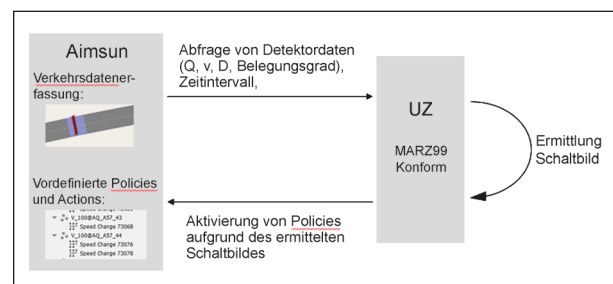 Aimsun
Verkehrsdatener-
fassung:
Vordefinierte Policies
und Actions:
V_100@AQ_A57_43
Speed Change 73068
V_100@AQ_A57_44
Speed Change 73076
Speed Change 73078
Abfrage von Detektordaten
(Q, v, D, Belegungsgrad),
Zeitintervall,
Aktivierung von Policies
aufgrund des ermittelten
Schaltbildes
UZ
MARZ99
Konform
Ermittlung
Schaltbild